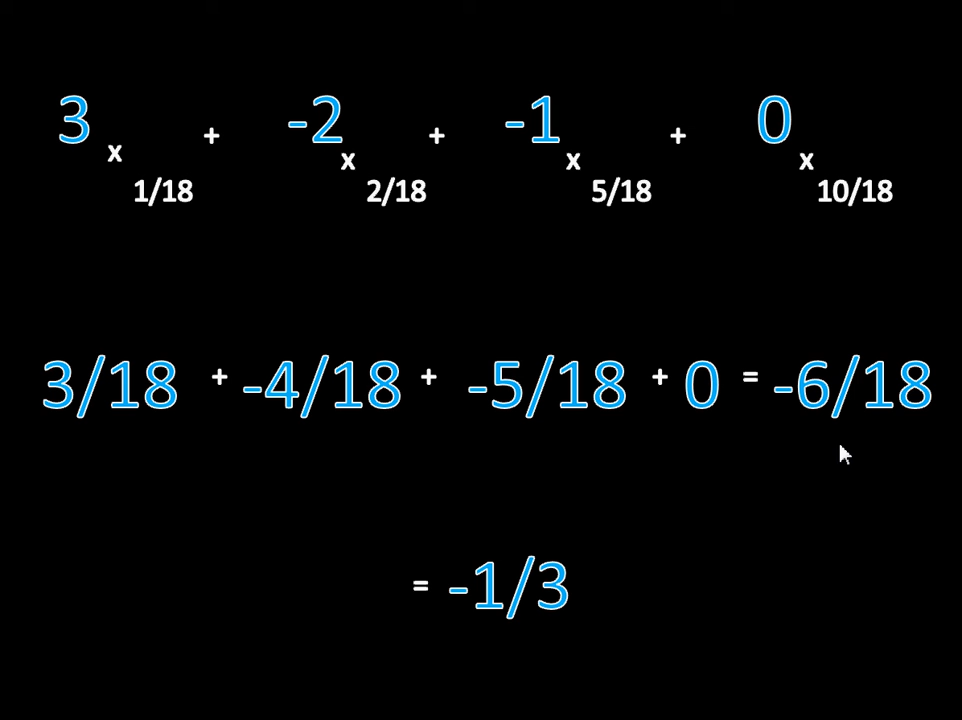 3 x 1/18 + -2 x 2/18 + -1 x 5/18 + 0 x 10/18
3/18 + -4/18 + -5/18 + 0 = -6/18
= -1/3